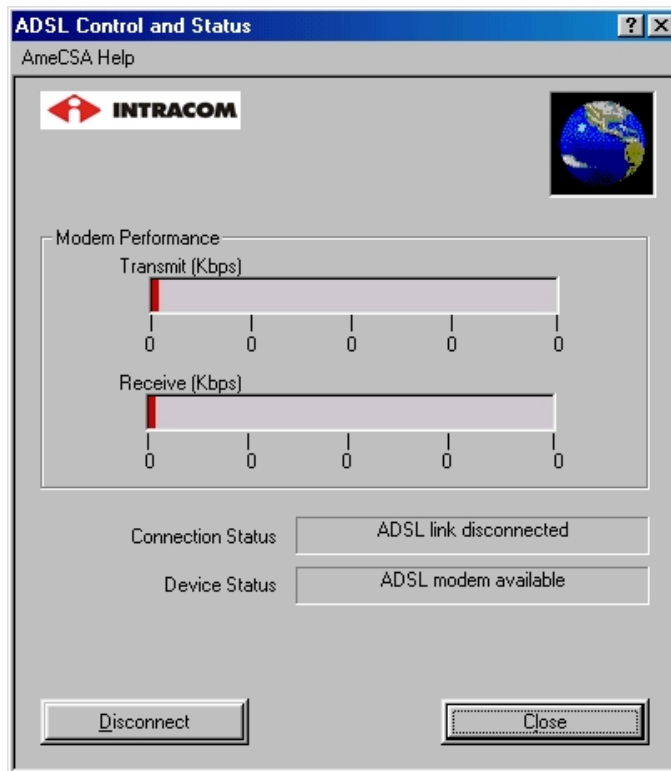 ADSL Control and Status
AmeCSA Help
INTRACOM
Modem Performance
Transmit (Kbps)
0 0 0 0 0
Receive (Kbps)
0 0 0 0 0
Connection Status ADSL link disconnected
Device Status ADSL modem available
Disconnect Close